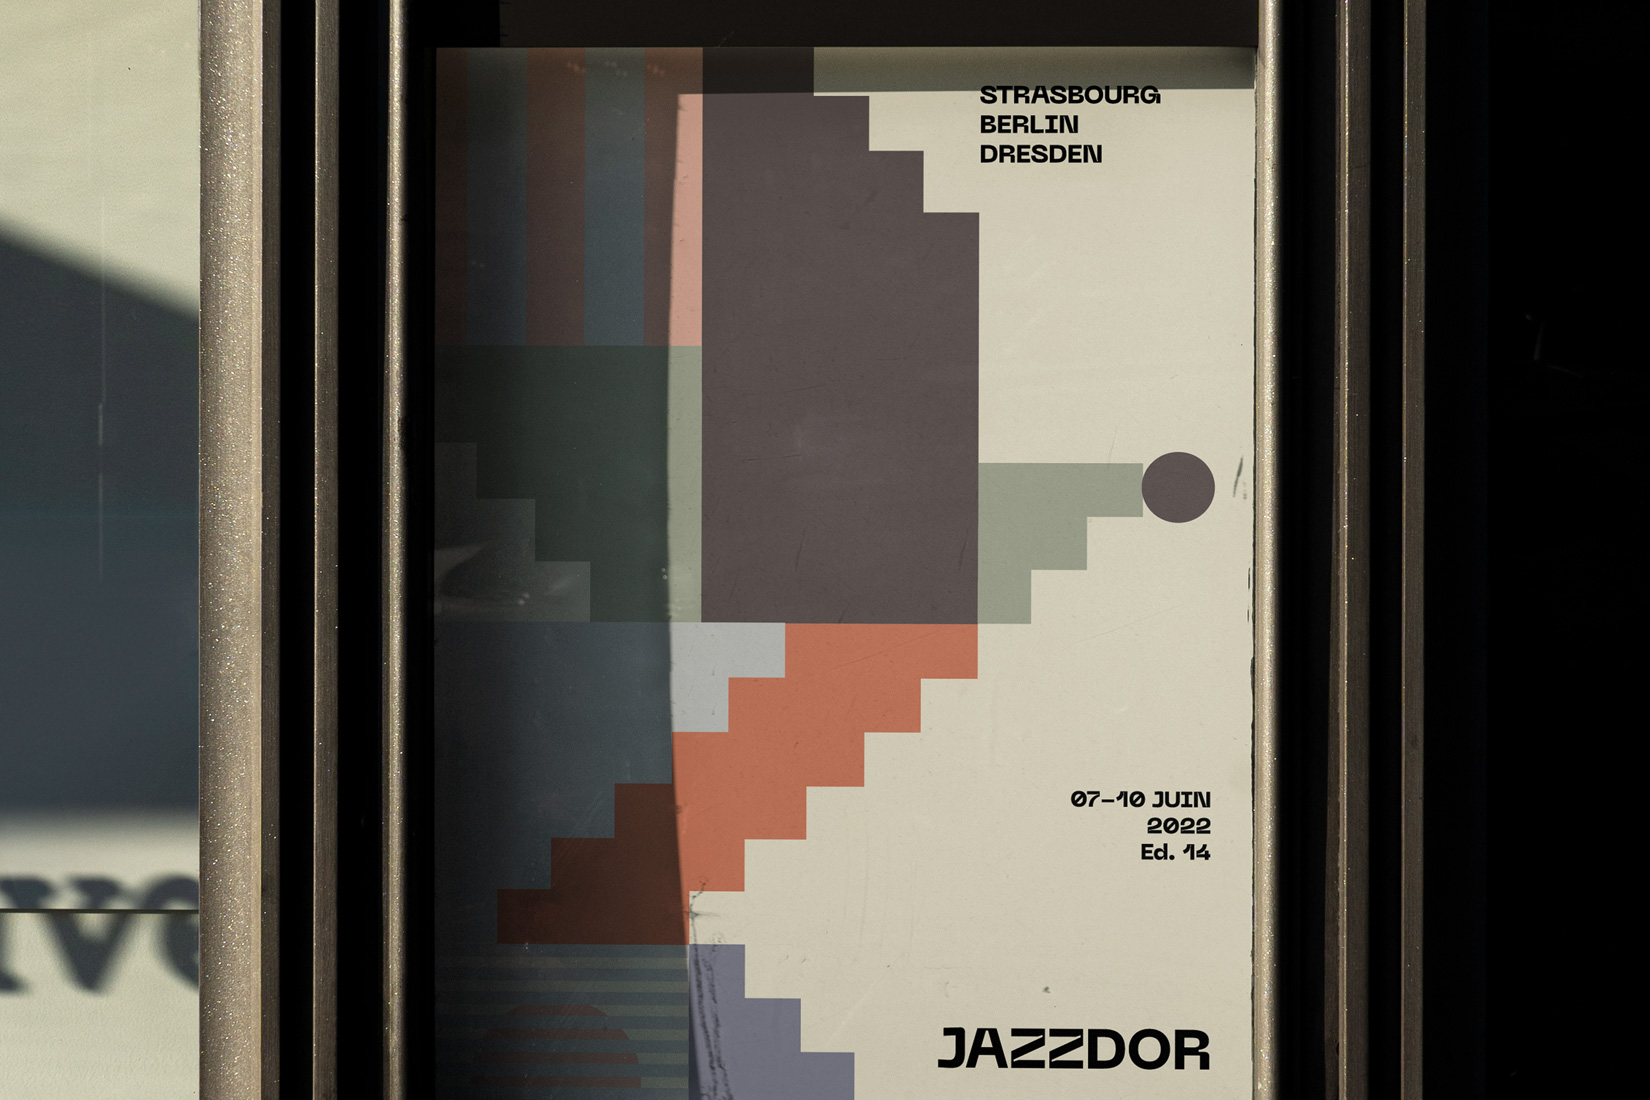 STRASBOURG
BERLIN
DRESDEN
07–10 JUIN
2022
Ed. 14
JAZZDOR